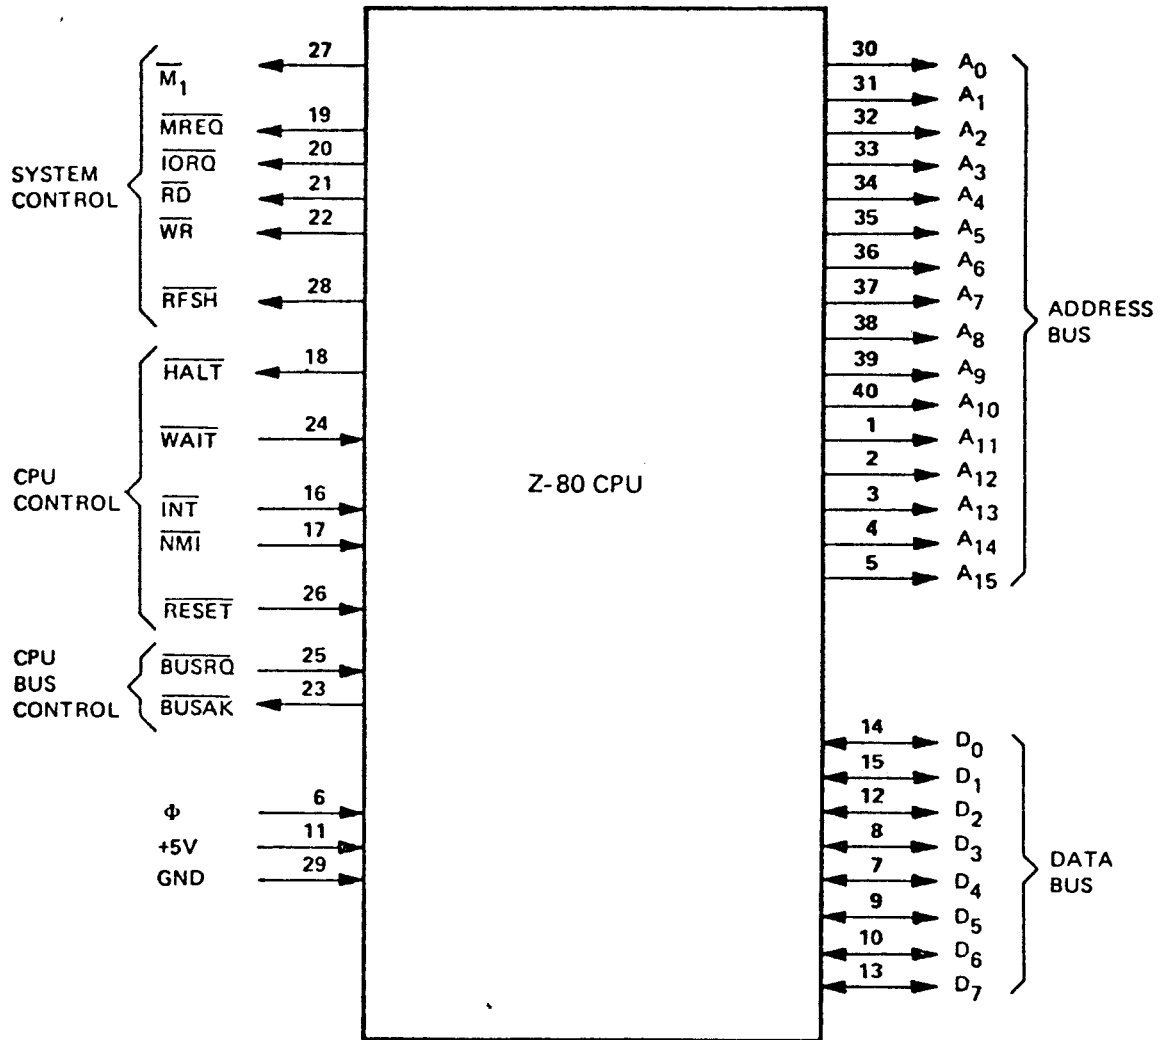 27 30 A0
M̅1 31 A1
MREQ 19 32 A2
IORQ 20 33 A3
SYSTEM CONTROL
RD 21 34 A4
WR 22 35 A5
36 A6
RFSH 28 37 A7
ADDRESS BUS
38 A8
HALT 18 39 A9
40 A10
WAIT 24 1 A11
2 A12
CPU CONTROL
Z-80 CPU
INT 16 3 A13
NMI 17 4 A14
5 A15
RESET 26
CPU BUS CONTROL
BUSRQ 25
BUSAK 23
14 D0
15 D1
Φ 6 12 D2
+5V 11 8 D3
GND 29 7 D4
DATA BUS
9 D5
10 D6
13 D7